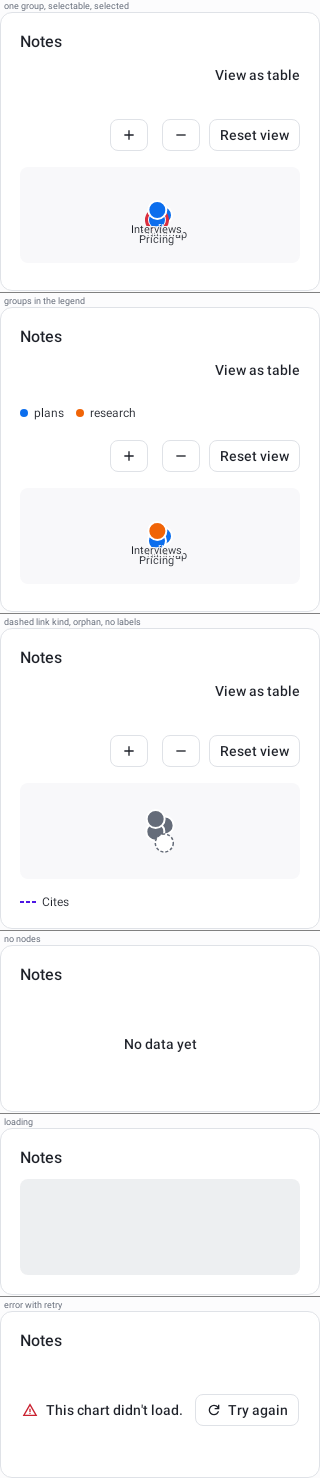 one group, selectable, selected
Notes
View as table
+ − Reset view
Interviews
Pricing
groups in the legend
Notes
View as table
plans research
+ − Reset view
Interviews
Pricing
dashed link kind, orphan, no labels
Notes
View as table
+ − Reset view
Cites
no nodes
Notes
No data yet
loading
Notes
error with retry
Notes
This chart didn't load. Try again